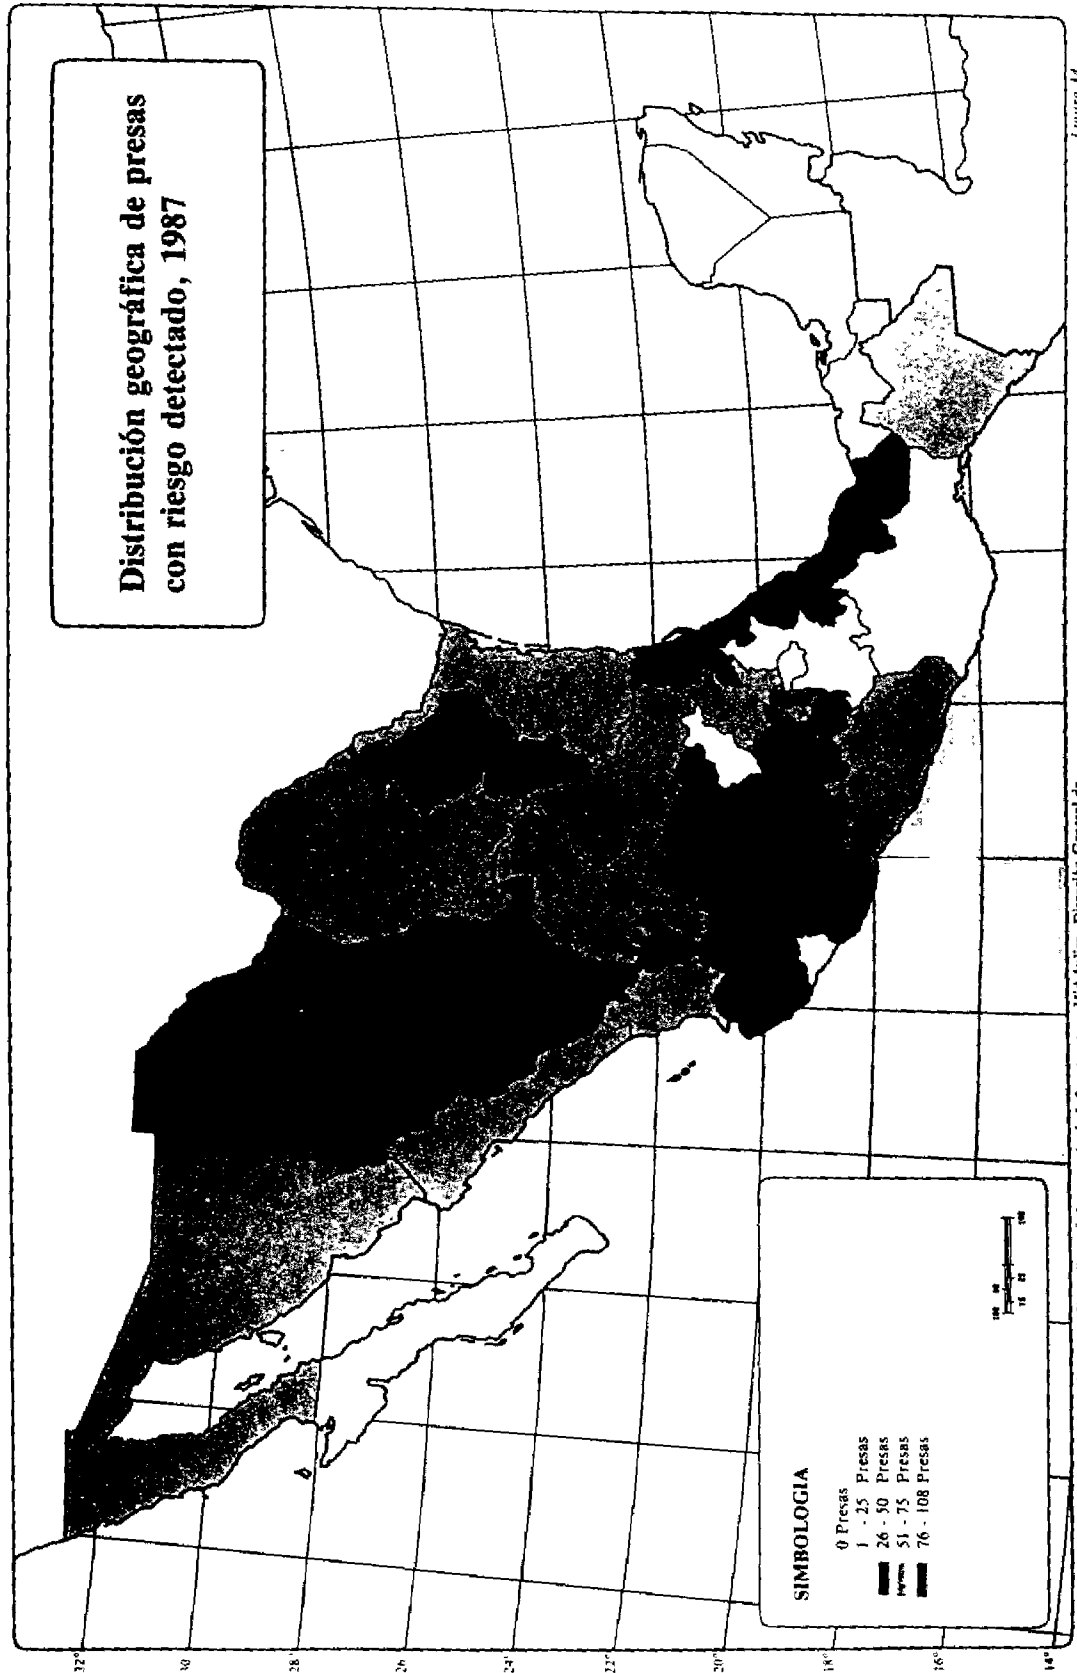 Distribución geográfica de presas
con riesgo detectado, 1987
SIMBOLOGIA
0 Presas
1 - 25 Presas
26 - 50 Presas
51 - 75 Presas
76 - 108 Presas
32°
30
28°
26
24°
22°
20°
18°
16°
14°